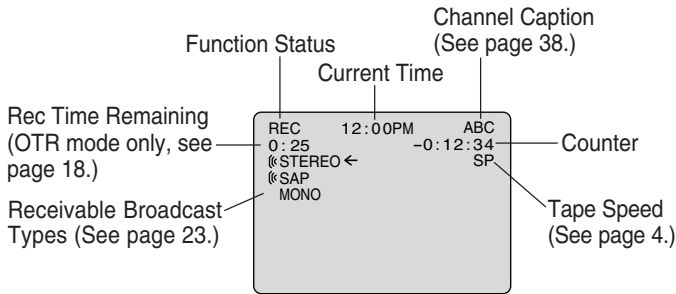 Channel Caption
(See page 38.)
Function Status
Current Time
Rec Time Remaining
(OTR mode only, see
page 18.)
Receivable Broadcast
Types (See page 23.)
REC 12:00PM ABC
0:25 -0:12:34
STEREO ← SP
SAP
MONO
Counter
Tape Speed
(See page 4.)